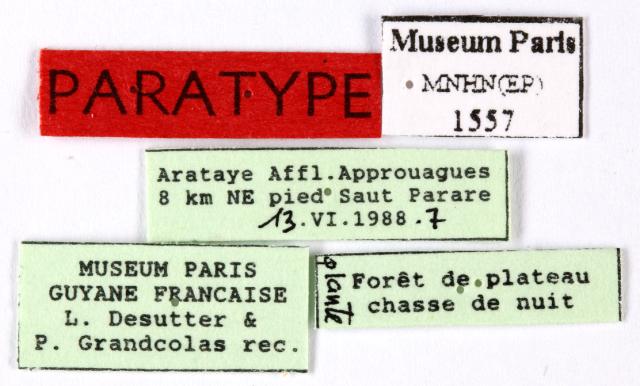 PARATYPE
Museum Paris
MNHN(EP)
1557
Arataye Affl.Approuagues
8 km NE pied Saut Parare
13.VI.1988.7
MUSEUM PARIS
GUYANE FRANCAISE
L. Desutter &
P. Grandcolas rec.
plante
Forêt de plateau
chasse de nuit